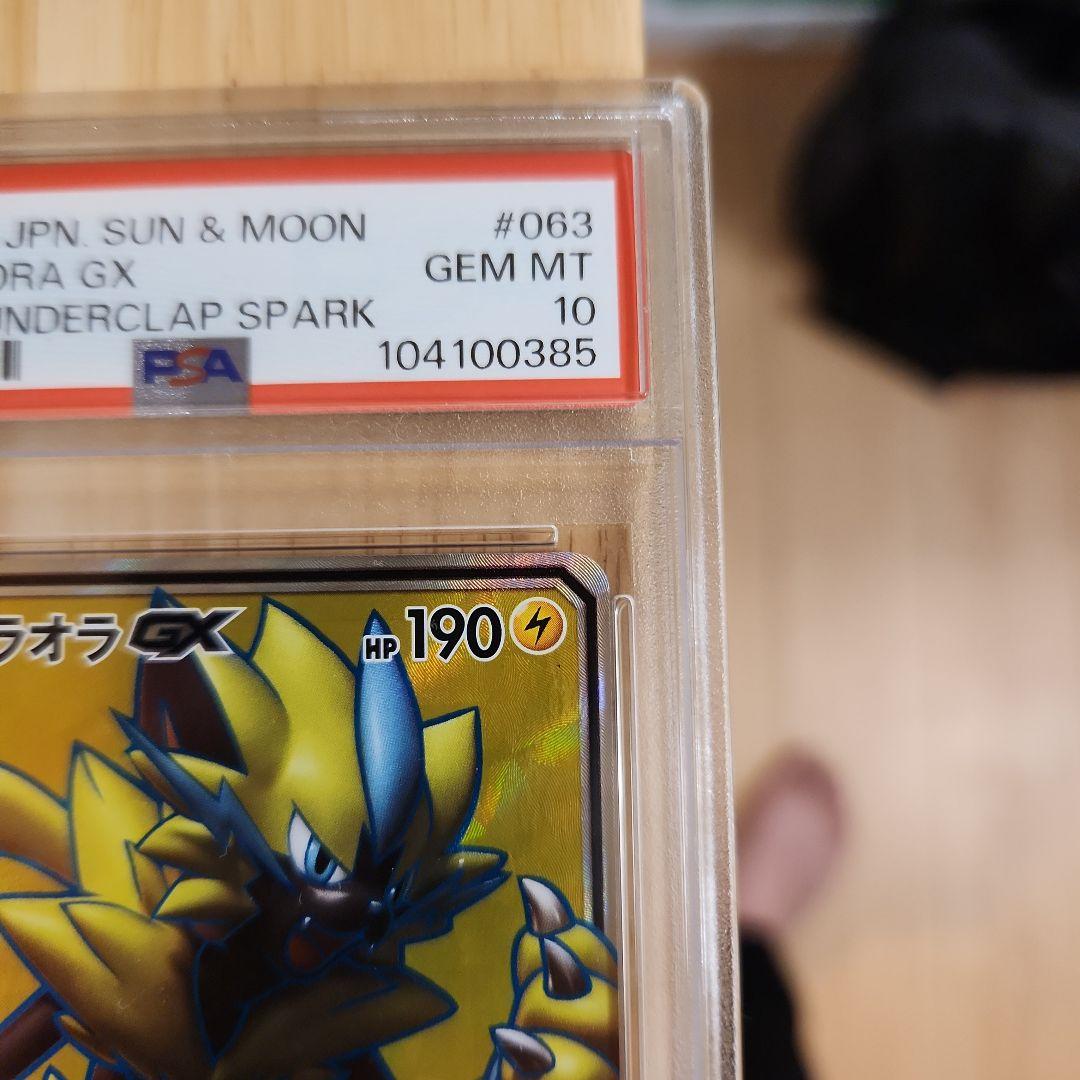 JPN. SUN & MOON #063
ORA GX GEM MT
UNDERCLAP SPARK 10
PSA 104100385
ラオラGX HP 190